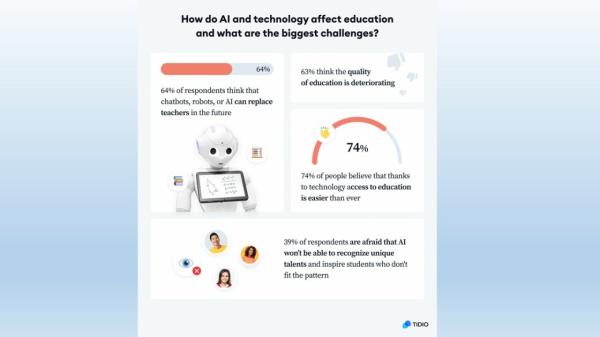 How do AI and technology affect education
and what are the biggest challenges?
64%
64% of respondents think that
chatbots, robots, or AI can replace
teachers in the future
63% think the quality
of education is deteriorating
74%
74% of people believe that thanks
to technology access to education
is easier than ever
39% of respondents are afraid that AI
won't be able to recognize unique
talents and inspire students who don't
fit the pattern
TIDIO